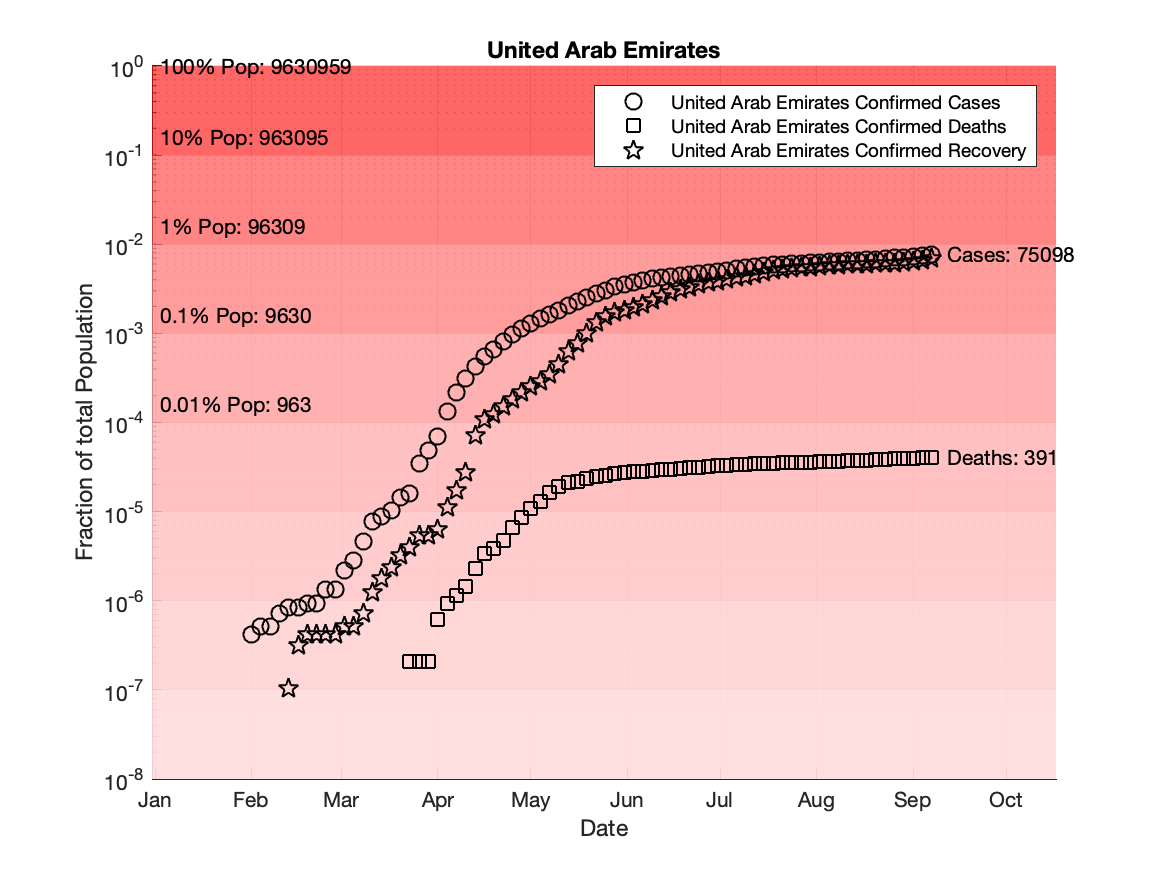 United Arab Emirates
10^0
10^-1
10^-2
10^-3
10^-4
10^-5
10^-6
10^-7
10^-8
Fraction of total Population
100% Pop: 9630959
10% Pop: 963095
1% Pop: 96309
0.1% Pop: 9630
0.01% Pop: 963
United Arab Emirates Confirmed Cases
United Arab Emirates Confirmed Deaths
United Arab Emirates Confirmed Recovery
Cases: 75098
Deaths: 391
Jan Feb Mar Apr May Jun Jul Aug Sep Oct
Date